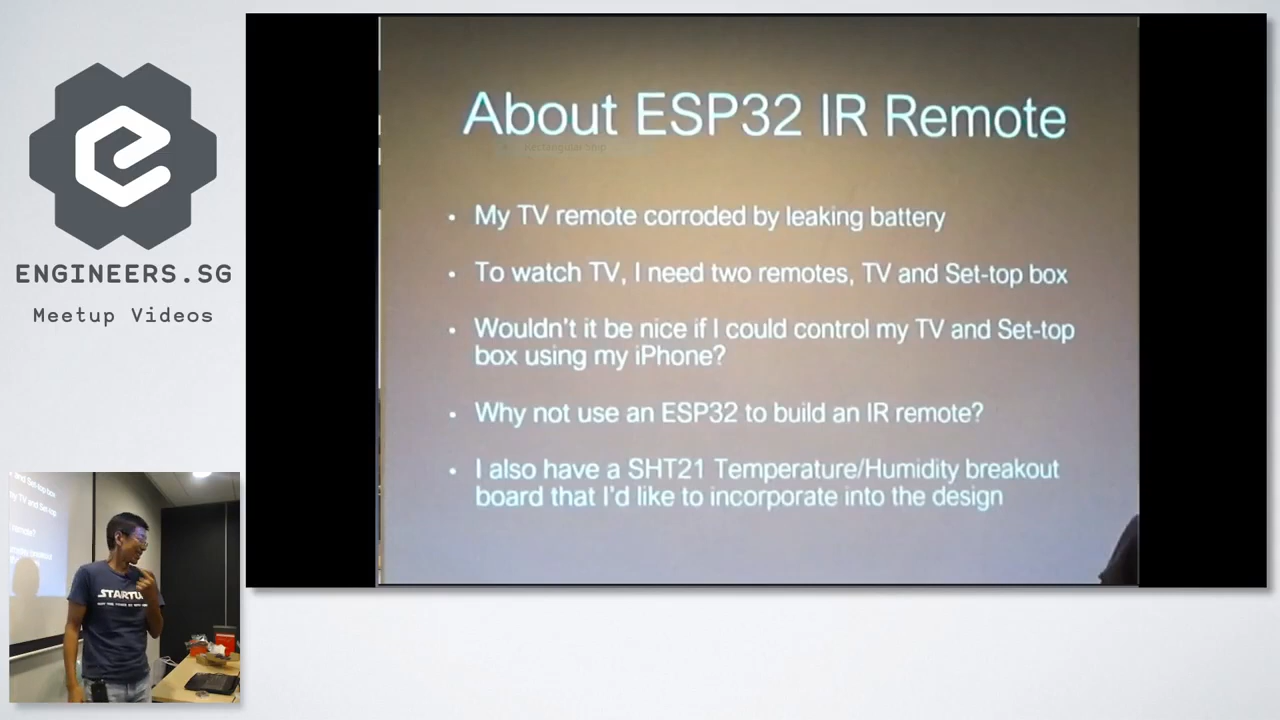 ENGINEERS.SG
Meetup Videos
About ESP32 IR Remote
Rectangular Snip
• My TV remote corroded by leaking battery
• To watch TV, I need two remotes, TV and Set-top box
• Wouldn't it be nice if I could control my TV and Set-top
box using my iPhone?
• Why not use an ESP32 to build an IR remote?
• I also have a SHT21 Temperature/Humidity breakout
board that I'd like to incorporate into the design
STARTU